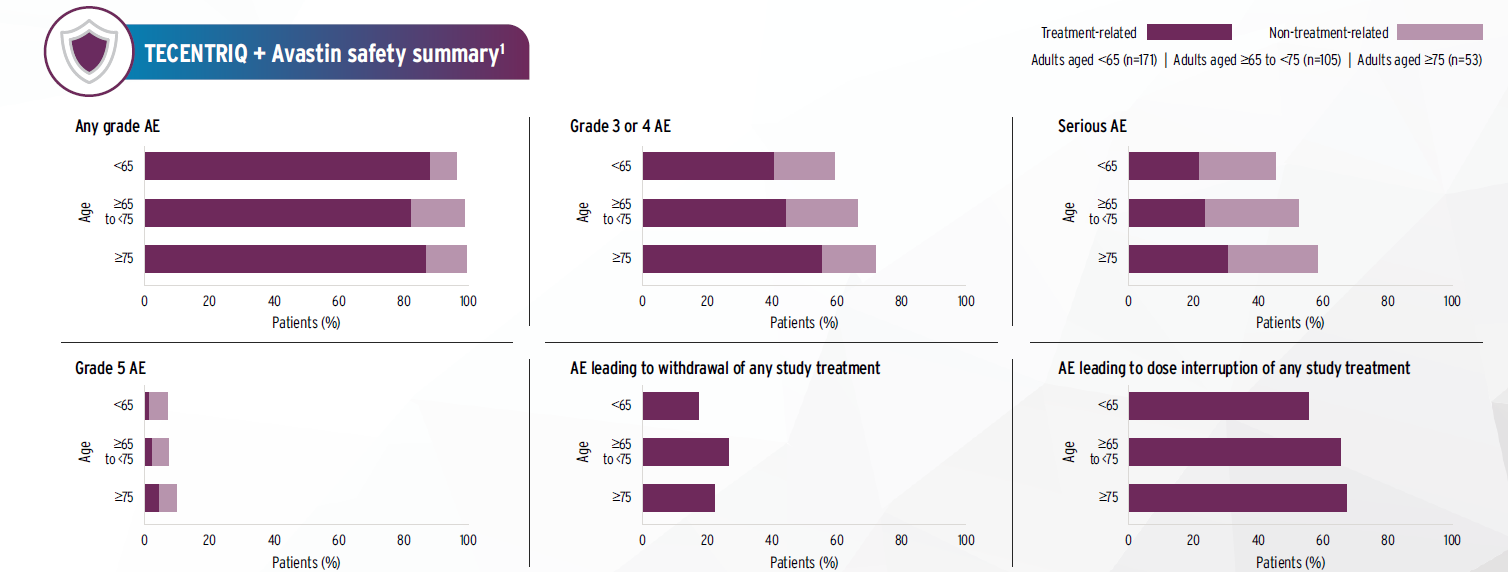 TECENTRIQ + Avastin safety summary¹
Treatment-related
Non-treatment-related
Adults aged <65 (n=171) | Adults aged ≥65 to <75 (n=105) | Adults aged ≥75 (n=53)
Any grade AE
Age
<65
≥65
to <75
≥75
0 20 40 60 80 100
Patients (%)
Grade 3 or 4 AE
Age
<65
≥65
to <75
≥75
0 20 40 60 80 100
Patients (%)
Serious AE
Age
<65
≥65
to <75
≥75
0 20 40 60 80 100
Patients (%)
Grade 5 AE
Age
<65
≥65
to <75
≥75
0 20 40 60 80 100
Patients (%)
AE leading to withdrawal of any study treatment
Age
<65
≥65
to <75
≥75
0 20 40 60 80 100
Patients (%)
AE leading to dose interruption of any study treatment
Age
<65
≥65
to <75
≥75
0 20 40 60 80 100
Patients (%)